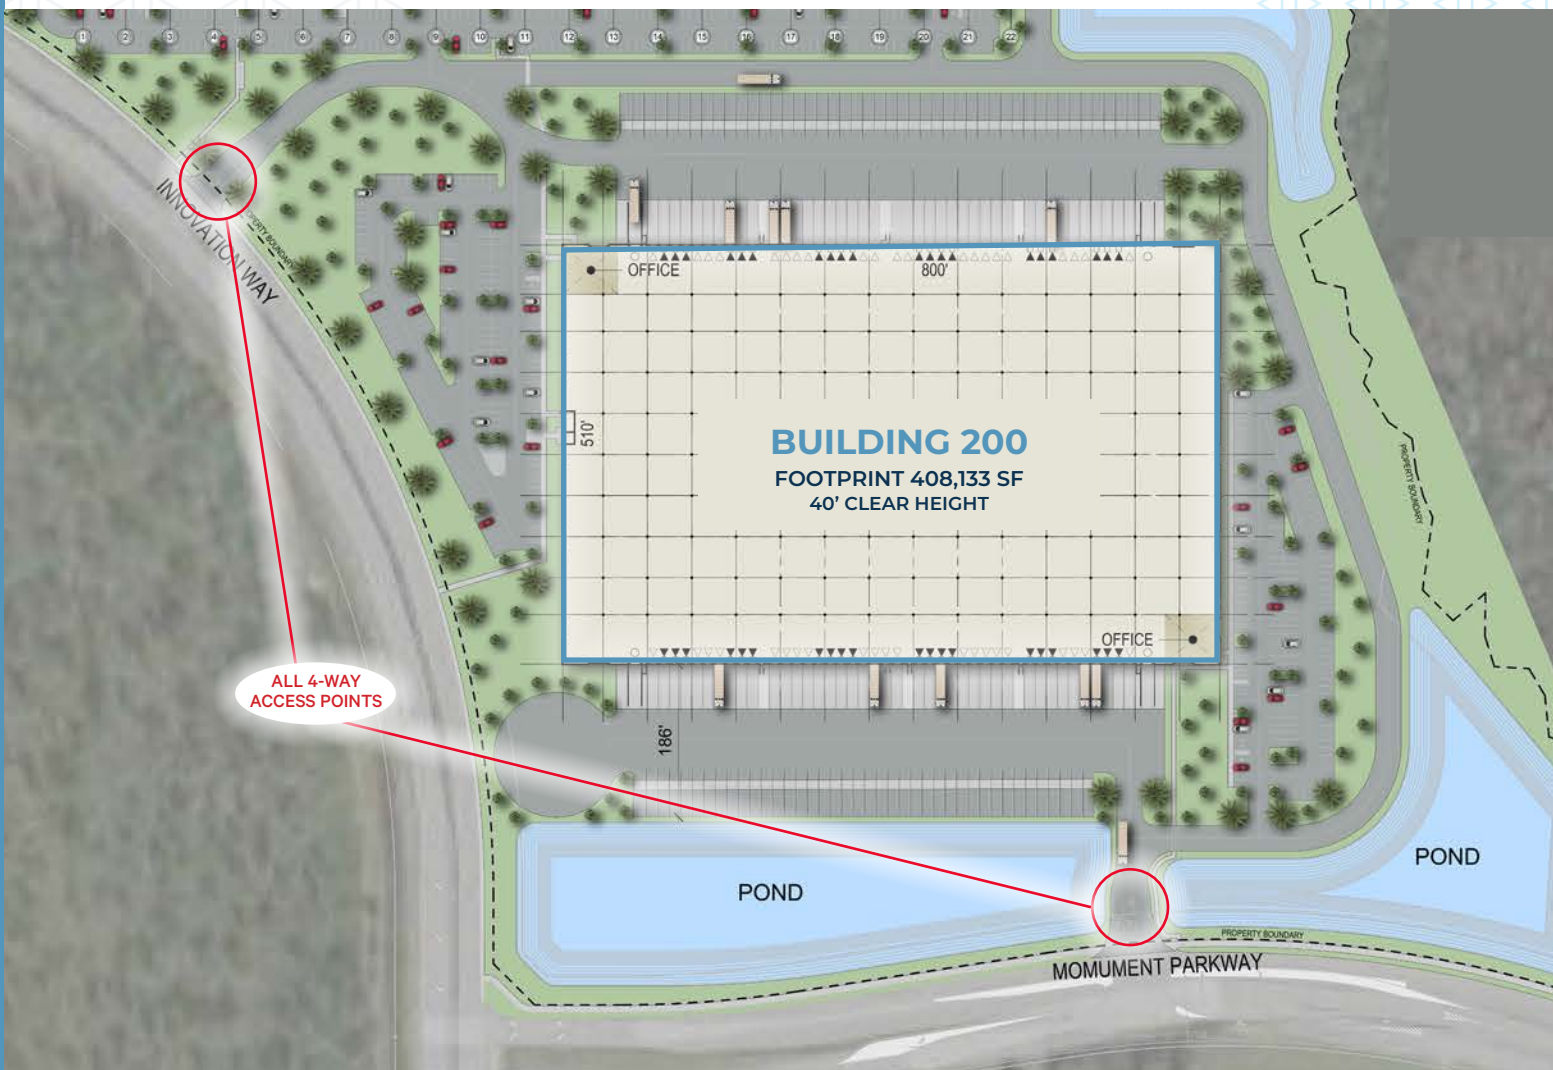 1 2 3 4 5 6 7 8 9 10 11 12 13 14 15 16 17 18 19 20 21 22
INNOVATION WAY
PROPERTY BOUNDARY
OFFICE
800'
510'
BUILDING 200
FOOTPRINT 408,133 SF
40’ CLEAR HEIGHT
PROPERTY BOUNDARY
OFFICE
ALL 4-WAY
ACCESS POINTS
186'
POND
POND
PROPERTY BOUNDARY
MOMUMENT PARKWAY